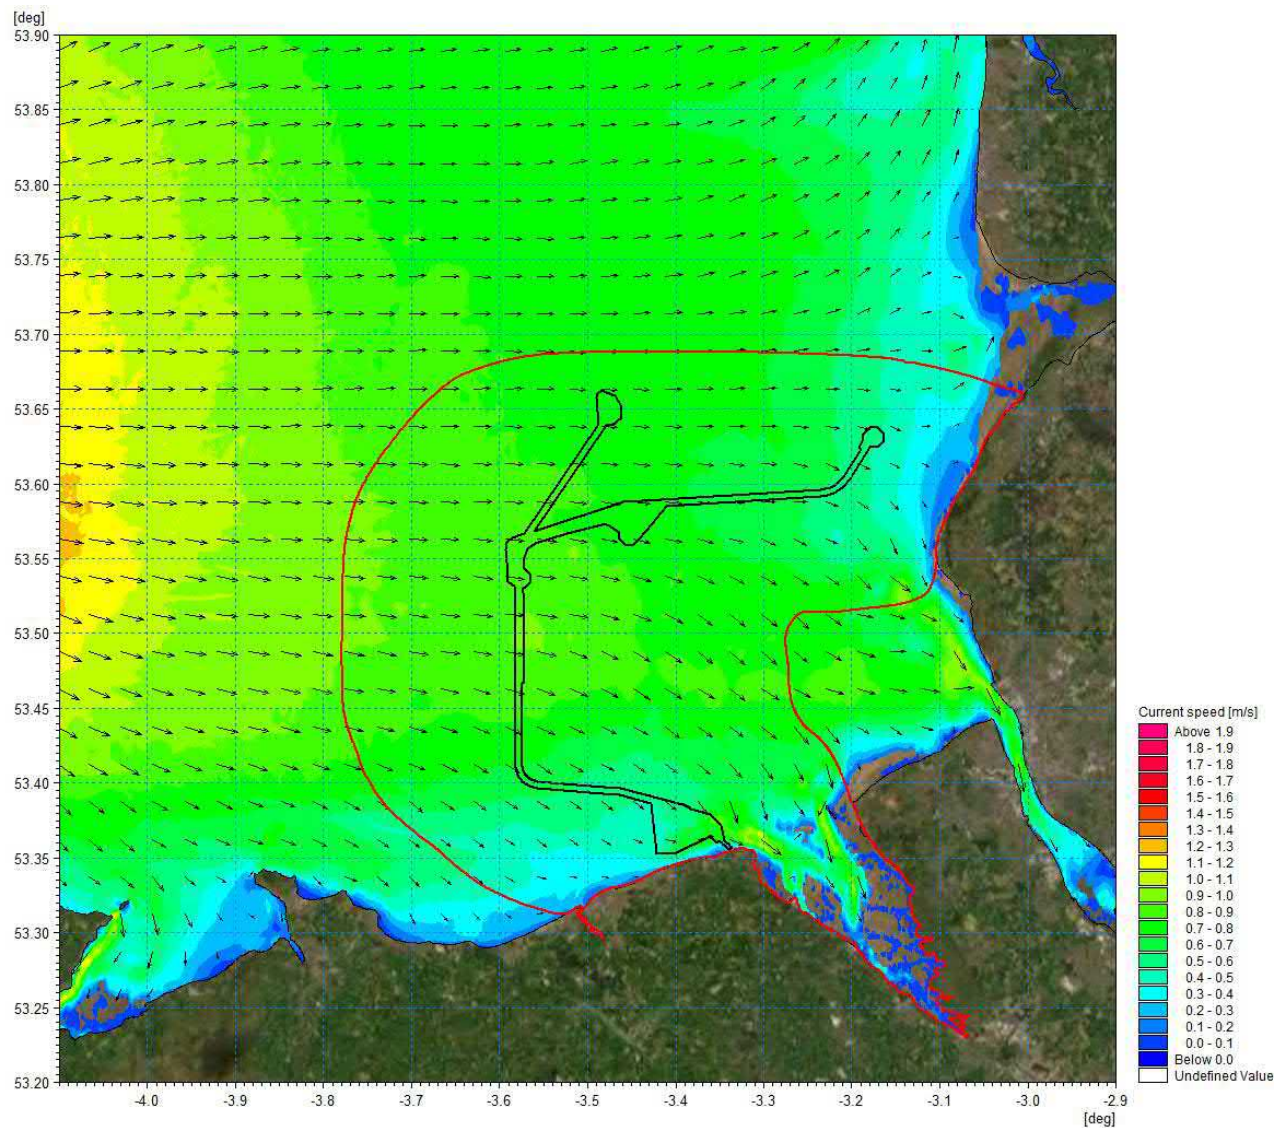 [deg]
53.90
53.85
53.80
53.75
53.70
53.65
53.60
53.55
53.50
53.45
53.40
53.35
53.30
53.25
53.20
-4.0 -3.9 -3.8 -3.7 -3.6 -3.5 -3.4 -3.3 -3.2 -3.1 -3.0 -2.9
[deg]
Current speed [m/s]
Above 1.9
1.8 - 1.9
1.7 - 1.8
1.6 - 1.7
1.5 - 1.6
1.4 - 1.5
1.3 - 1.4
1.2 - 1.3
1.1 - 1.2
1.0 - 1.1
0.9 - 1.0
0.8 - 0.9
0.7 - 0.8
0.6 - 0.7
0.5 - 0.6
0.4 - 0.5
0.3 - 0.4
0.2 - 0.3
0.1 - 0.2
0.0 - 0.1
Below 0.0
Undefined Value